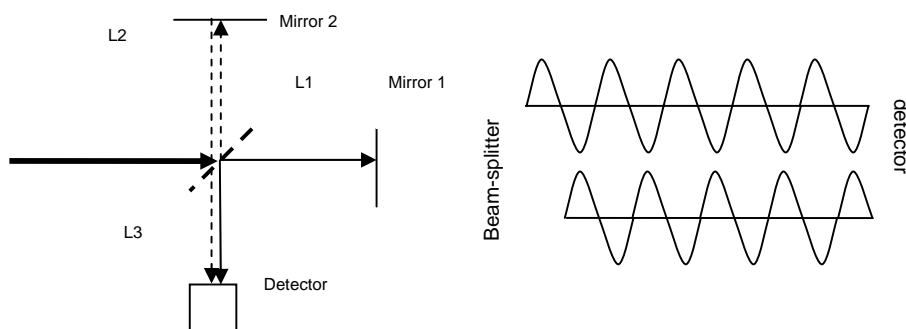 L2
Mirror 2
L1
Mirror 1
L3
Detector
Beam-splitter
detector